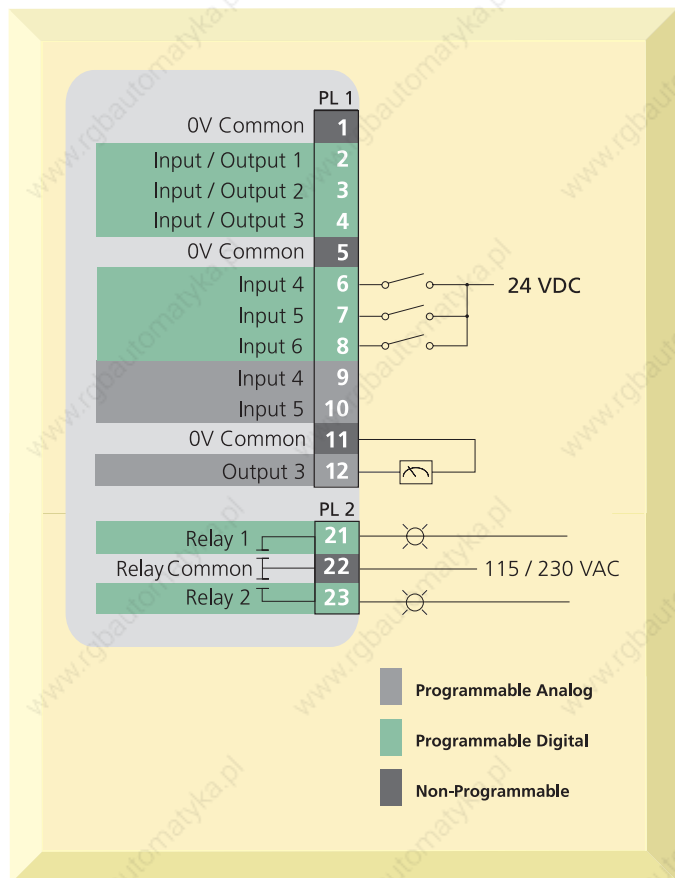 PL 1
0V Common 1
Input / Output 1 2
Input / Output 2 3
Input / Output 3 4
0V Common 5
Input 4 6 24 VDC
Input 5 7
Input 6 8
Input 4 9
Input 5 10
0V Common 11
Output 3 12
PL 2
Relay 1 21
Relay Common 22 115 / 230 VAC
Relay 2 23
Programmable Analog
Programmable Digital
Non-Programmable
www.rgbautomatyka.pl